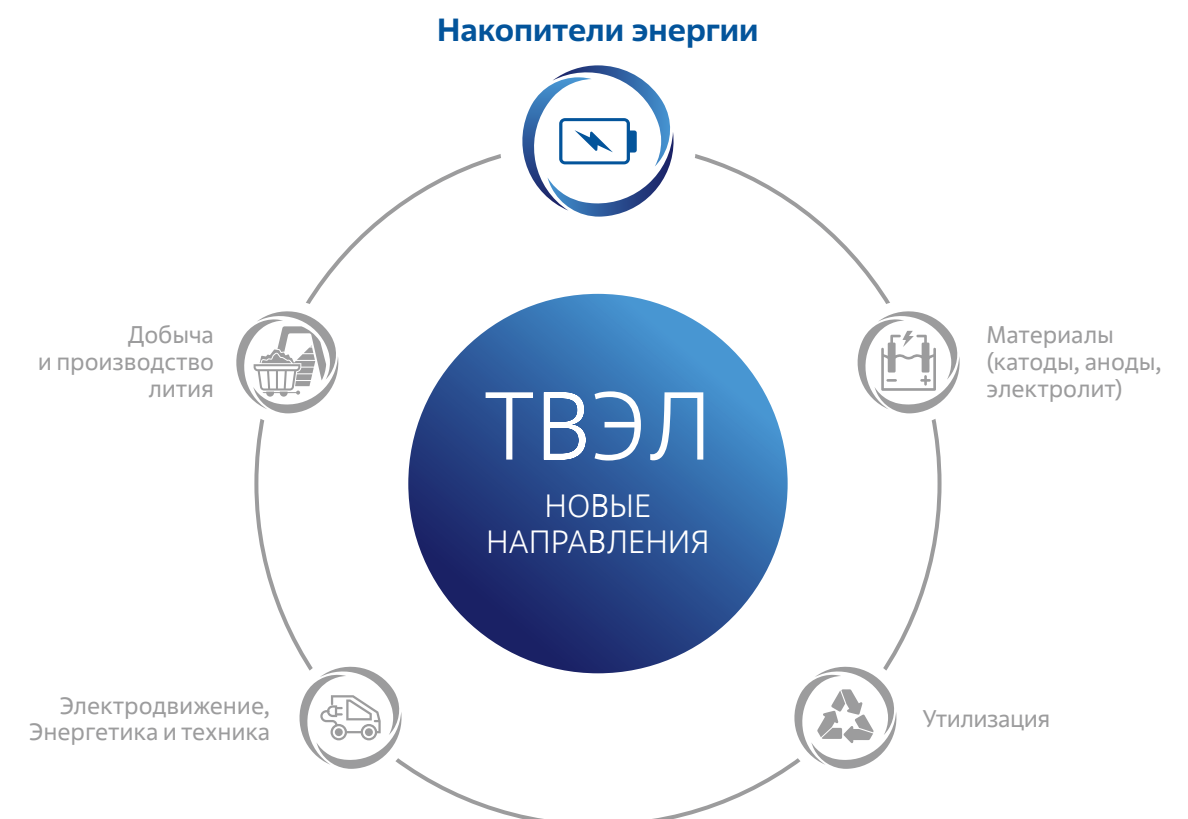 Накопители энергии
Добыча
и производство
лития
Материалы
(катоды, аноды,
электролит)
ТВЭЛ
НОВЫЕ
НАПРАВЛЕНИЯ
Электродвижение,
Энергетика и техника
Утилизация